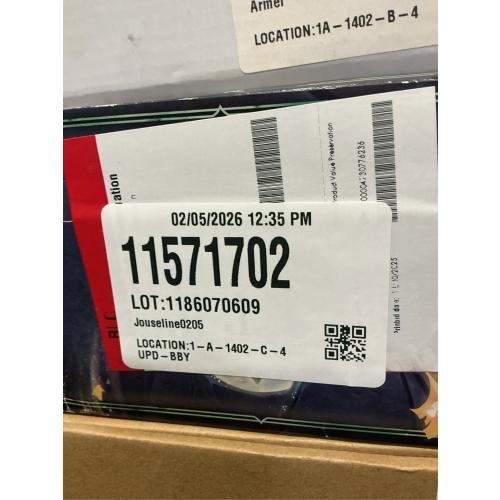 Armel
LOCATION:1A-1402-B-4
Product Value Preservation
02/05/2026 12:35 PM
11571702
LOT:1186070609
Jouseline0205
LOCATION:1-A-1402-C-4
UPD-BBY